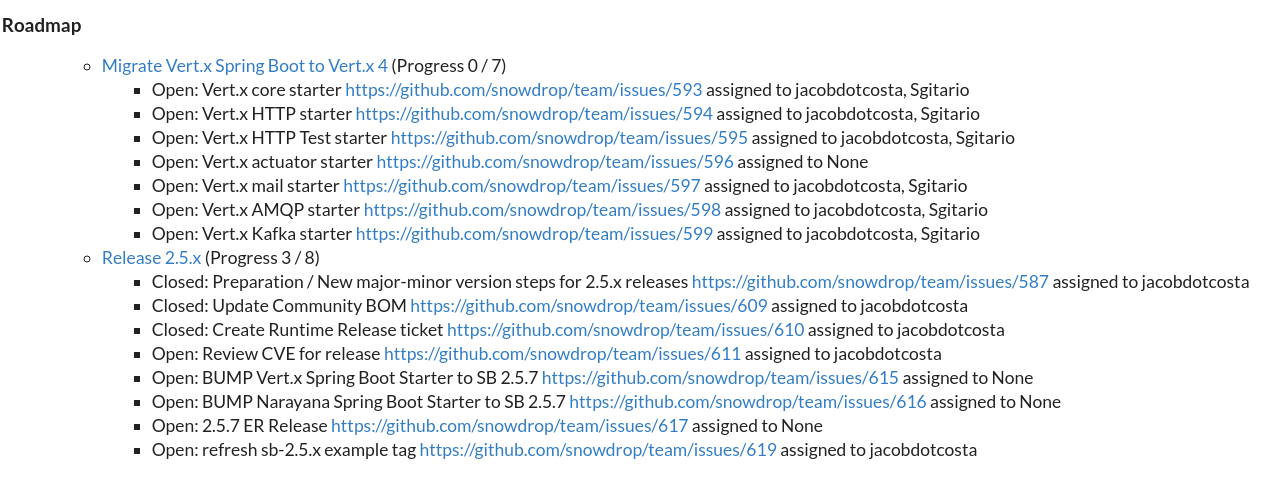 Roadmap
Migrate Vert.x Spring Boot to Vert.x 4 (Progress 0 / 7)
Open: Vert.x core starter https://github.com/snowdrop/team/issues/593 assigned to jacobdotcosta, Sgitario
Open: Vert.x HTTP starter https://github.com/snowdrop/team/issues/594 assigned to jacobdotcosta, Sgitario
Open: Vert.x HTTP Test starter https://github.com/snowdrop/team/issues/595 assigned to jacobdotcosta, Sgitario
Open: Vert.x actuator starter https://github.com/snowdrop/team/issues/596 assigned to None
Open: Vert.x mail starter https://github.com/snowdrop/team/issues/597 assigned to jacobdotcosta, Sgitario
Open: Vert.x AMQP starter https://github.com/snowdrop/team/issues/598 assigned to jacobdotcosta, Sgitario
Open: Vert.x Kafka starter https://github.com/snowdrop/team/issues/599 assigned to jacobdotcosta, Sgitario
Release 2.5.x (Progress 3 / 8)
Closed: Preparation / New major-minor version steps for 2.5.x releases https://github.com/snowdrop/team/issues/587 assigned to jacobdotcosta
Closed: Update Community BOM https://github.com/snowdrop/team/issues/609 assigned to jacobdotcosta
Closed: Create Runtime Release ticket https://github.com/snowdrop/team/issues/610 assigned to jacobdotcosta
Open: Review CVE for release https://github.com/snowdrop/team/issues/611 assigned to jacobdotcosta
Open: BUMP Vert.x Spring Boot Starter to SB 2.5.7 https://github.com/snowdrop/team/issues/615 assigned to None
Open: BUMP Narayana Spring Boot Starter to SB 2.5.7 https://github.com/snowdrop/team/issues/616 assigned to None
Open: 2.5.7 ER Release https://github.com/snowdrop/team/issues/617 assigned to None
Open: refresh sb-2.5.x example tag https://github.com/snowdrop/team/issues/619 assigned to jacobdotcosta